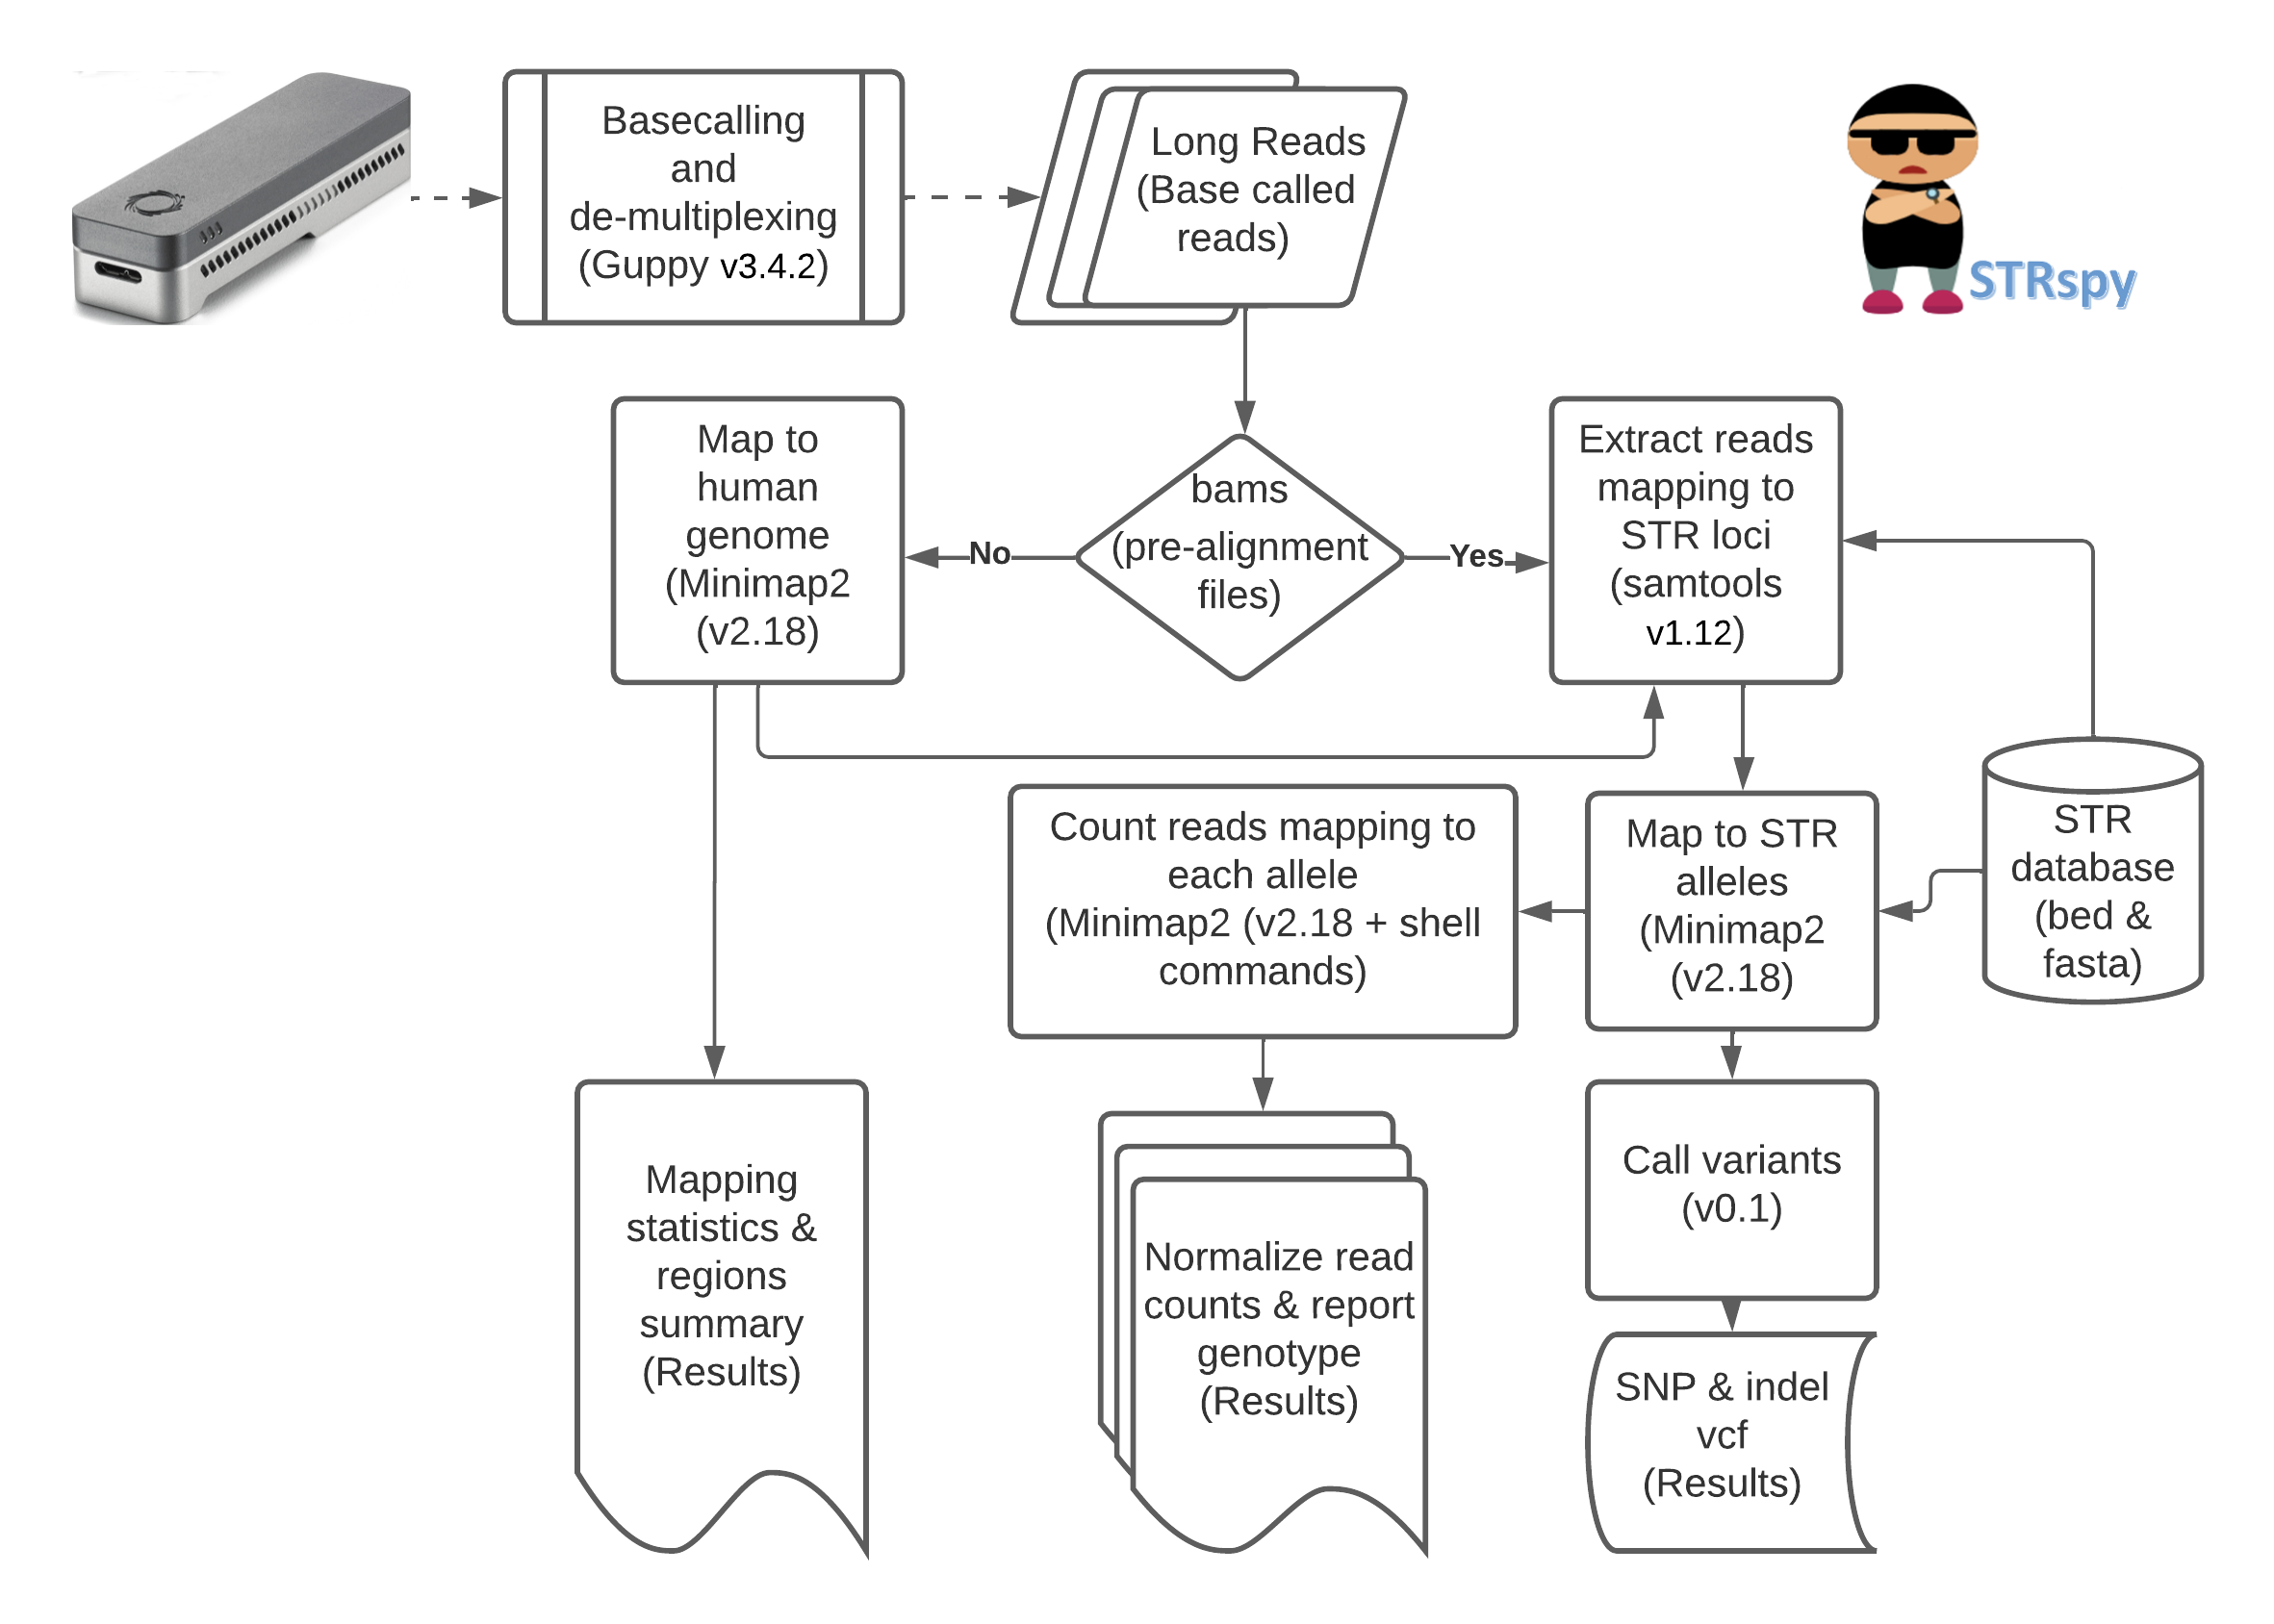 Basecalling
and
de-multiplexing
(Guppy v3.4.2)
Long Reads
(Base called
reads)
STRspy
Map to
human
genome
(Minimap2
(v2.18)
No
bams
(pre-alignment
files)
Yes
Extract reads
mapping to
STR loci
(samtools
v1.12)
Count reads mapping to
each allele
(Minimap2 (v2.18 + shell
commands)
Map to STR
alleles
(Minimap2
(v2.18)
STR
database
(bed &
fasta)
Mapping
statistics &
regions
summary
(Results)
Normalize read
counts & report
genotype
(Results)
Call variants
(v0.1)
SNP & indel
vcf
(Results)